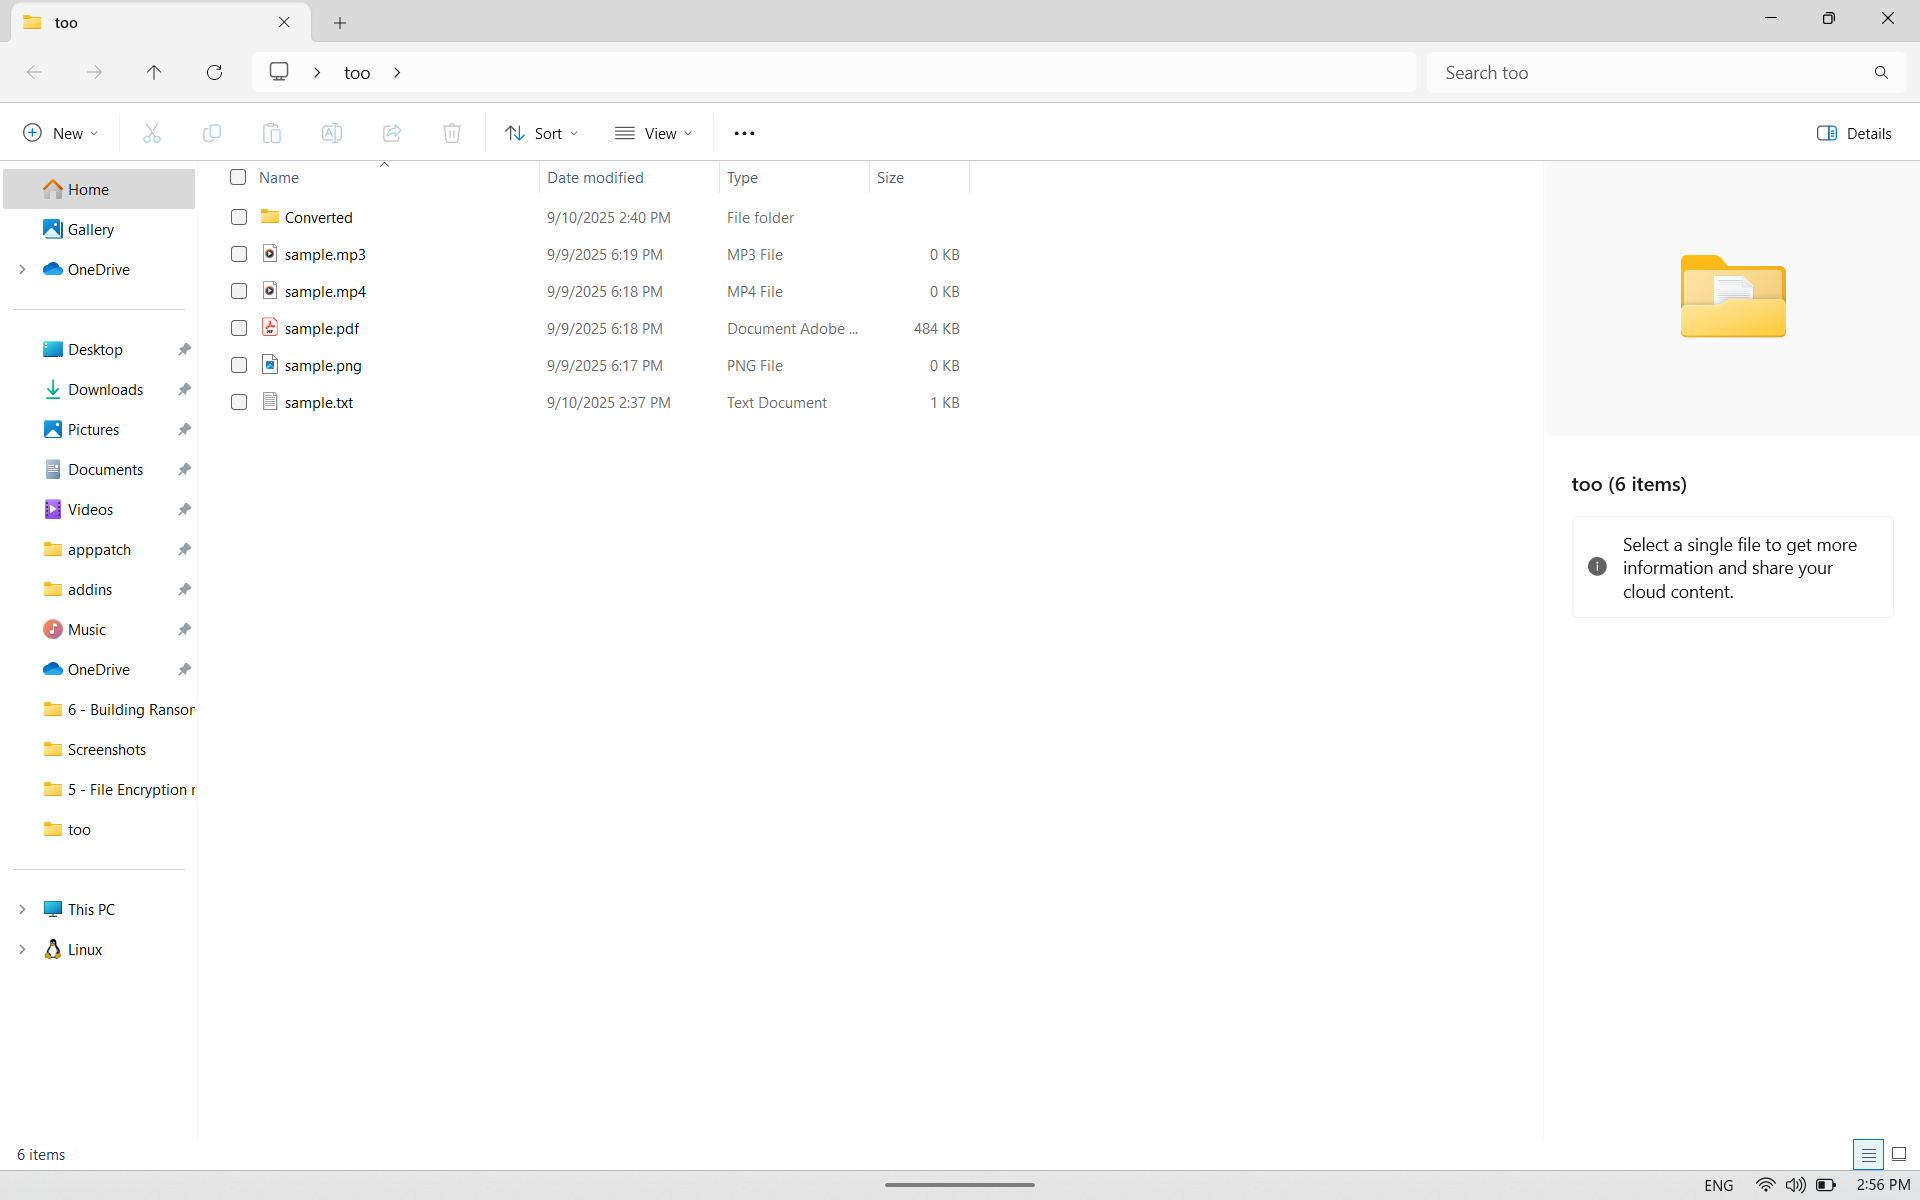 too
too
Search too
New
Sort
View
Details
Name
Date modified
Type
Size
Converted
9/10/2025 2:40 PM
File folder
sample.mp3
9/9/2025 6:19 PM
MP3 File
0 KB
sample.mp4
9/9/2025 6:18 PM
MP4 File
0 KB
sample.pdf
9/9/2025 6:18 PM
Document Adobe ...
484 KB
sample.png
9/9/2025 6:17 PM
PNG File
0 KB
sample.txt
9/10/2025 2:37 PM
Text Document
1 KB
Home
Gallery
OneDrive
Desktop
Downloads
Pictures
Documents
Videos
apppatch
addins
Music
OneDrive
6 - Building Ransor
Screenshots
5 - File Encryption r
too
This PC
Linux
too (6 items)
Select a single file to get more
information and share your
cloud content.
6 items
ENG
2:56 PM